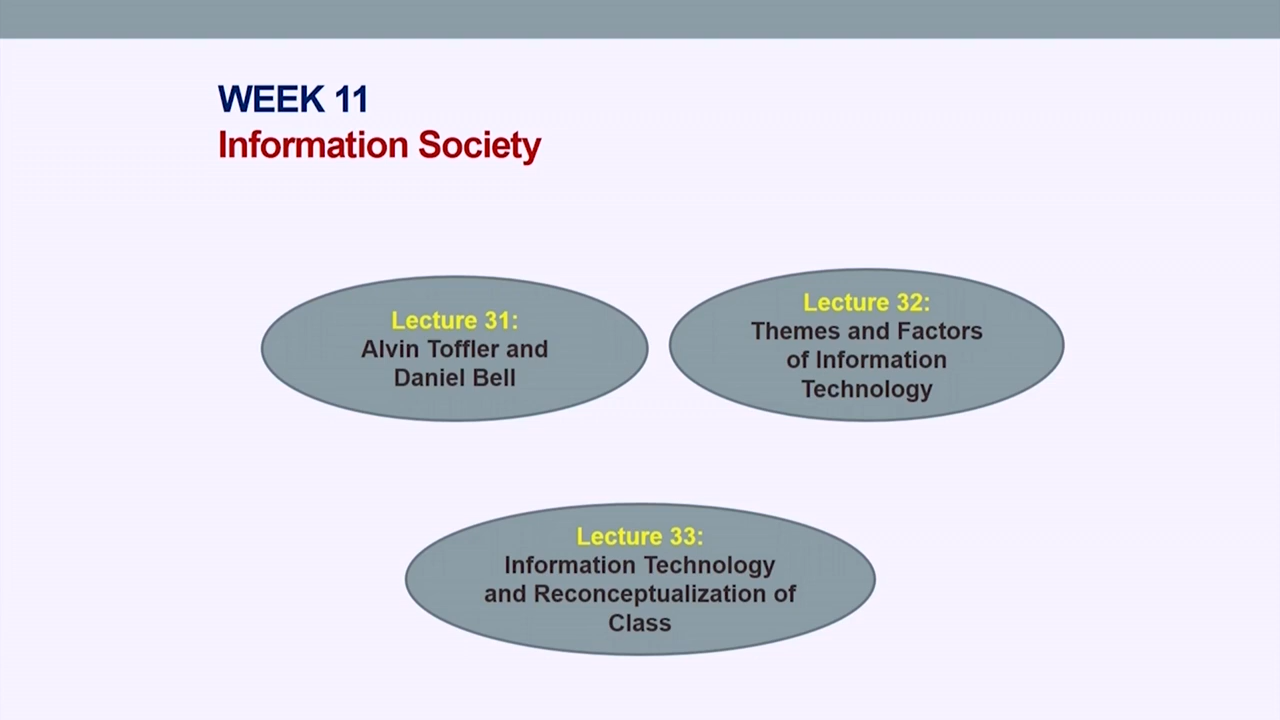 WEEK 11
Information Society
Lecture 31:
Alvin Toffler and
Daniel Bell
Lecture 32:
Themes and Factors
of Information
Technology
Lecture 33:
Information Technology
and Reconceptualization of
Class